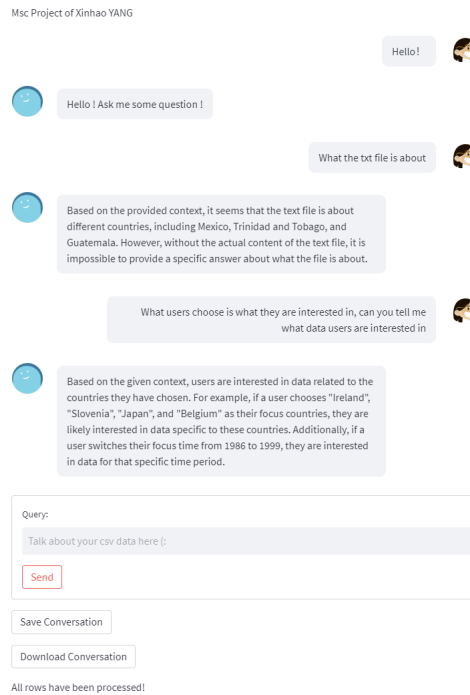 Msc Project of Xinhao YANG
Hello!
Hello ! Ask me some question !
What the txt file is about
Based on the provided context, it seems that the text file is about
different countries, including Mexico, Trinidad and Tobago, and
Guatemala. However, without the actual content of the text file, it is
impossible to provide a specific answer about what the file is about.
What users choose is what they are interested in, can you tell me
what data users are interested in
Based on the given context, users are interested in data related to the
countries they have chosen. For example, if a user chooses "Ireland",
"Slovenia", "Japan", and "Belgium" as their focus countries, they are
likely interested in data specific to these countries. Additionally, if a
user switches their focus time from 1986 to 1999, they are interested
in data for that specific time period.
Query:
Talk about your csv data here (:
Send
Save Conversation
Download Conversation
All rows have been processed!